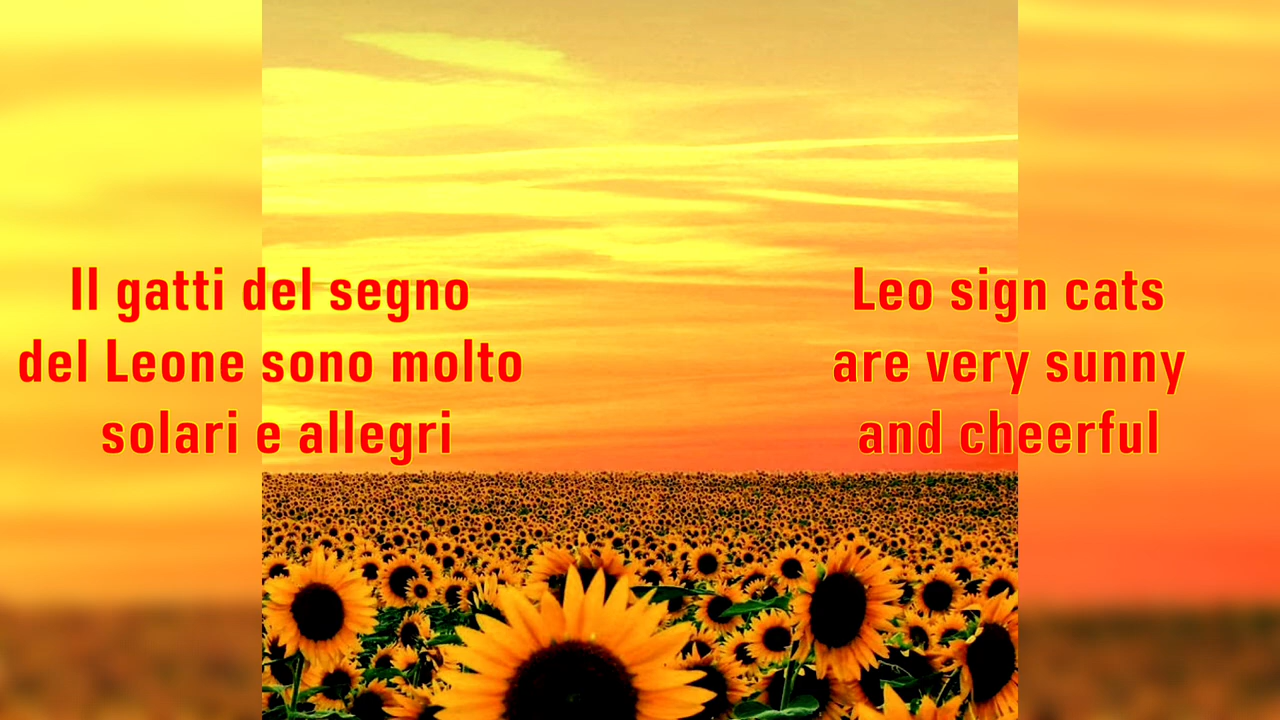 Il gatti del segno
del Leone sono molto
solari e allegri
Leo sign cats
are very sunny
and cheerful